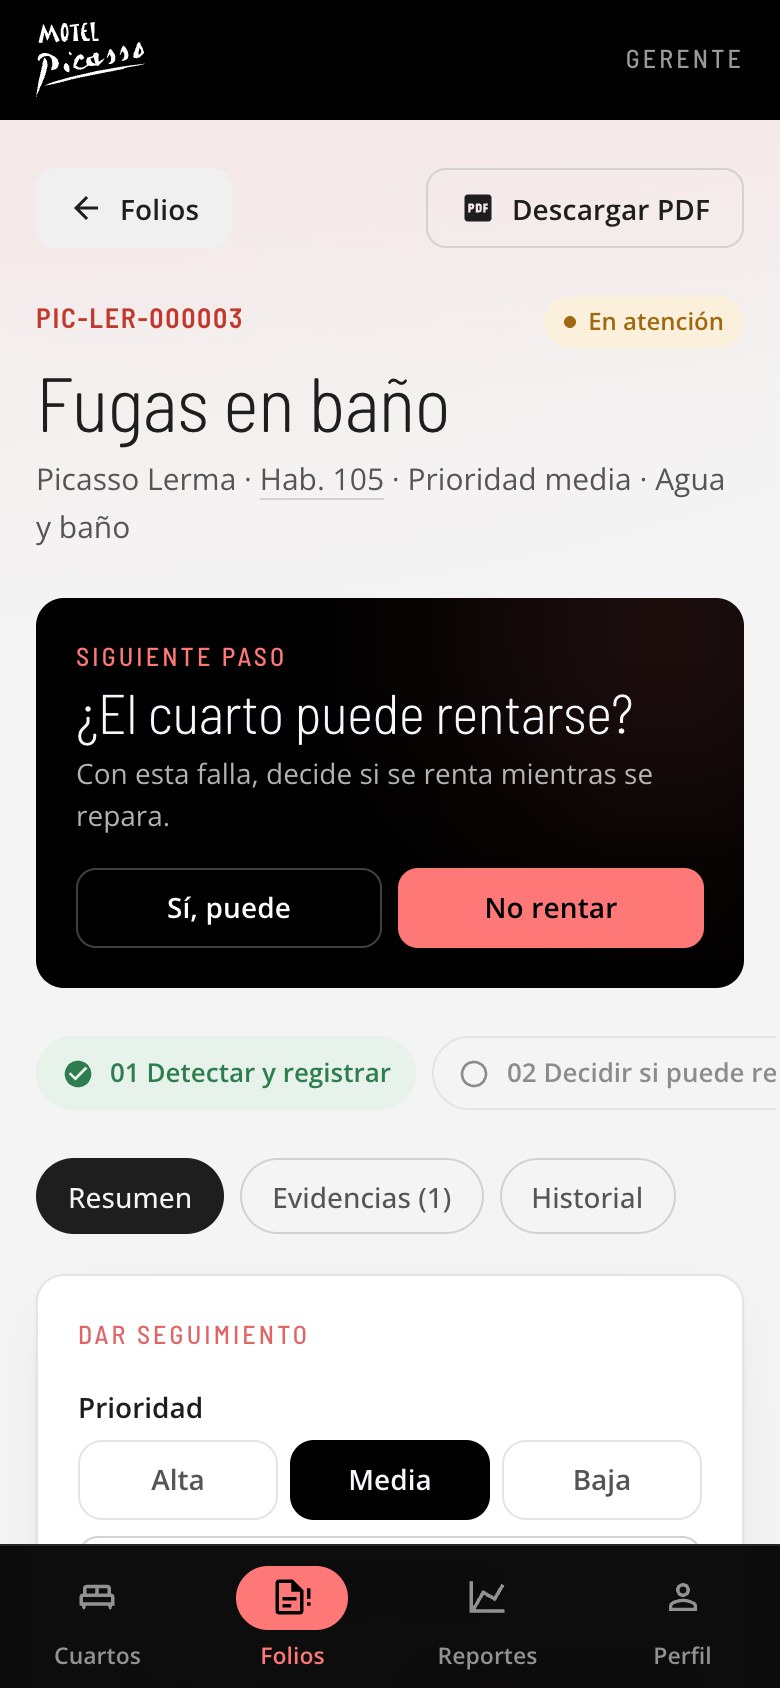 MOTEL
Picasso
GERENTE
Folios
PDF
Descargar PDF
PIC-LER-000003
En atención
Fugas en baño
Picasso Lerma · Hab. 105 · Prioridad media · Agua
y baño
SIGUIENTE PASO
¿El cuarto puede rentarse?
Con esta falla, decide si se renta mientras se
repara.
Sí, puede
No rentar
01 Detectar y registrar
02 Decidir si puede re
Resumen
Evidencias (1)
Historial
DAR SEGUIMIENTO
Prioridad
Alta
Media
Baja
Cuartos
Folios
Reportes
Perfil